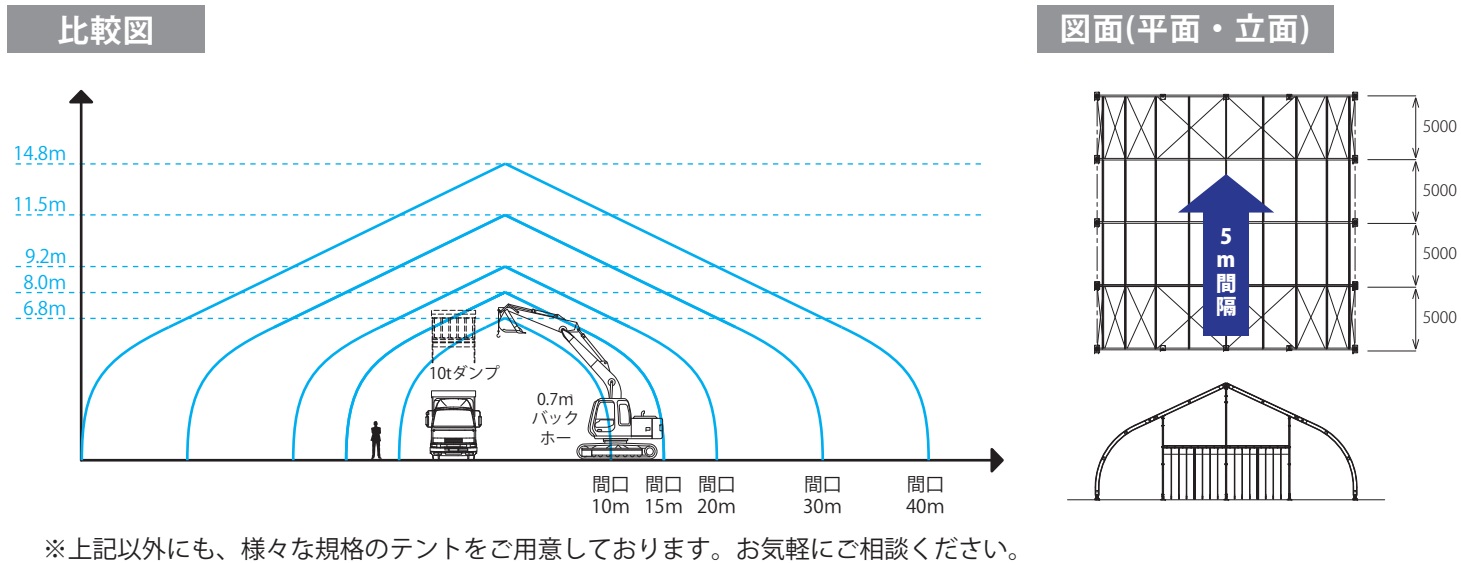 比較図
14.8m
11.5m
9.2m
8.0m
6.8m
10tダンプ
0.7m
バック
ホー
間口
10m
間口
15m
間口
20m
間口
30m
間口
40m
※上記以外にも、様々な規格のテントをご用意しております。お気軽にご相談ください。
図面(平面・立面)
5000
5000
5000
5000
5m間隔